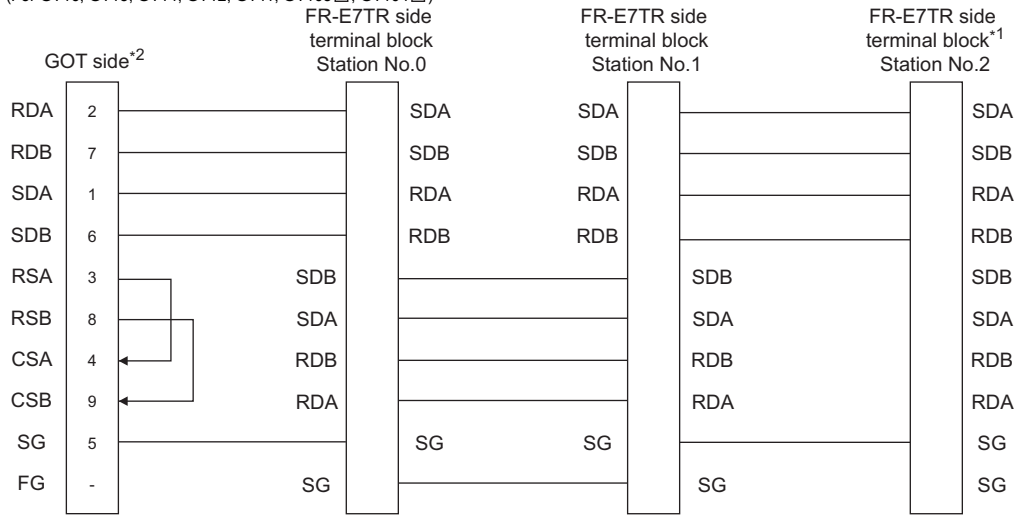 FR-E7TR side
terminal block
Station No.0
FR-E7TR side
terminal block
Station No.1
FR-E7TR side
terminal block*1
Station No.2
GOT side*2
RDA 2 SDA SDA SDA
RDB 7 SDB SDB SDB
SDA 1 RDA RDA RDA
SDB 6 RDB RDB RDB
RSA 3 SDB SDB SDB
RSB 8 SDA SDA SDA
CSA 4 RDB RDB RDB
CSB 9 RDA RDA RDA
SG 5 SG SG SG
FG - SG SG SG